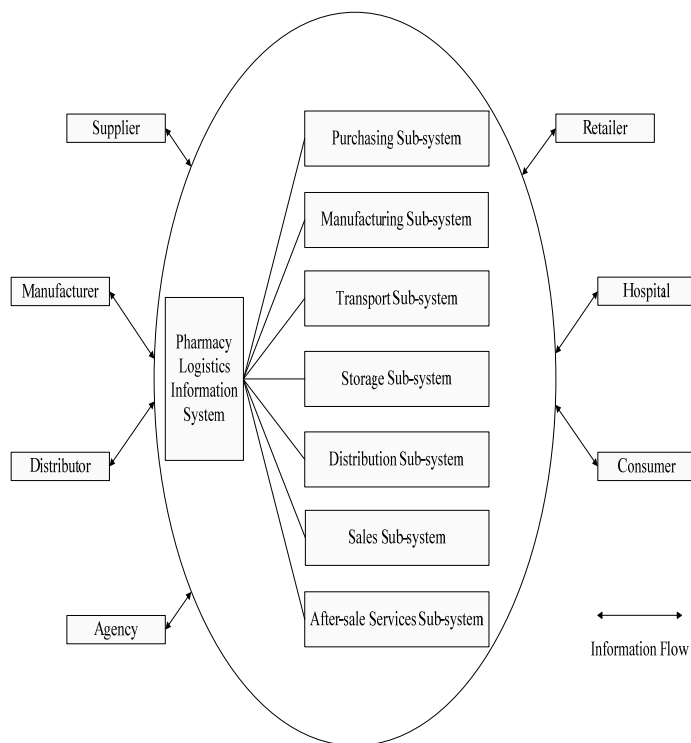 Supplier
Manufacturer
Distributor
Agency
Pharmacy
Logistics
Information
System
Purchasing Sub-system
Manufacturing Sub-system
Transport Sub-system
Storage Sub-system
Distribution Sub-system
Sales Sub-system
After-sale Services Sub-system
Retailer
Hospital
Consumer
Information Flow